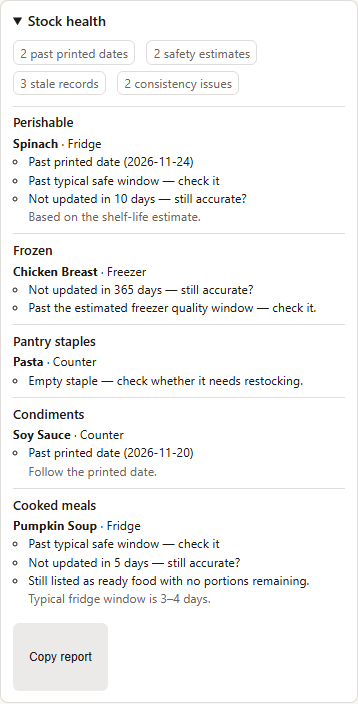 ▼ Stock health
2 past printed dates
2 safety estimates
3 stale records
2 consistency issues
Perishable
Spinach · Fridge
Past printed date (2026-11-24)
Past typical safe window — check it
Not updated in 10 days — still accurate?
Based on the shelf-life estimate.
Frozen
Chicken Breast · Freezer
Not updated in 365 days — still accurate?
Past the estimated freezer quality window — check it.
Pantry staples
Pasta · Counter
Empty staple — check whether it needs restocking.
Condiments
Soy Sauce · Counter
Past printed date (2026-11-20)
Follow the printed date.
Cooked meals
Pumpkin Soup · Fridge
Past typical safe window — check it
Not updated in 5 days — still accurate?
Still listed as ready food with no portions remaining.
Typical fridge window is 3–4 days.
Copy report